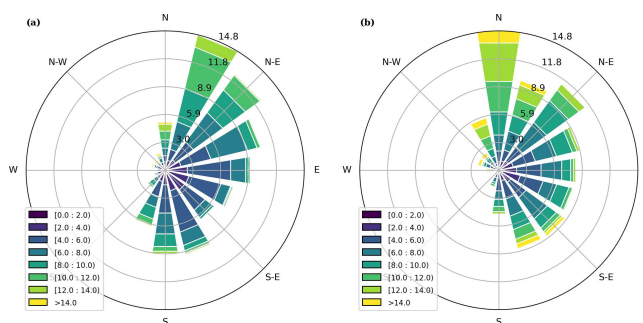 (a)
N
14.8
(b)
N
14.8
N-W
11.8
N-E
N-W
11.8
N-E
8.9
8.9
5.9
5.9
3.0
3.0
W
E
W
E
[0.0 : 2.0)
[2.0 : 4.0)
[4.0 : 6.0)
[6.0 : 8.0)
[8.0 : 10.0)
[10.0 : 12.0)
[12.0 : 14.0)
>14.0
S-E
S
[0.0 : 2.0)
[2.0 : 4.0)
[4.0 : 6.0)
[6.0 : 8.0)
[8.0 : 10.0)
[10.0 : 12.0)
[12.0 : 14.0)
>14.0
S-E
S